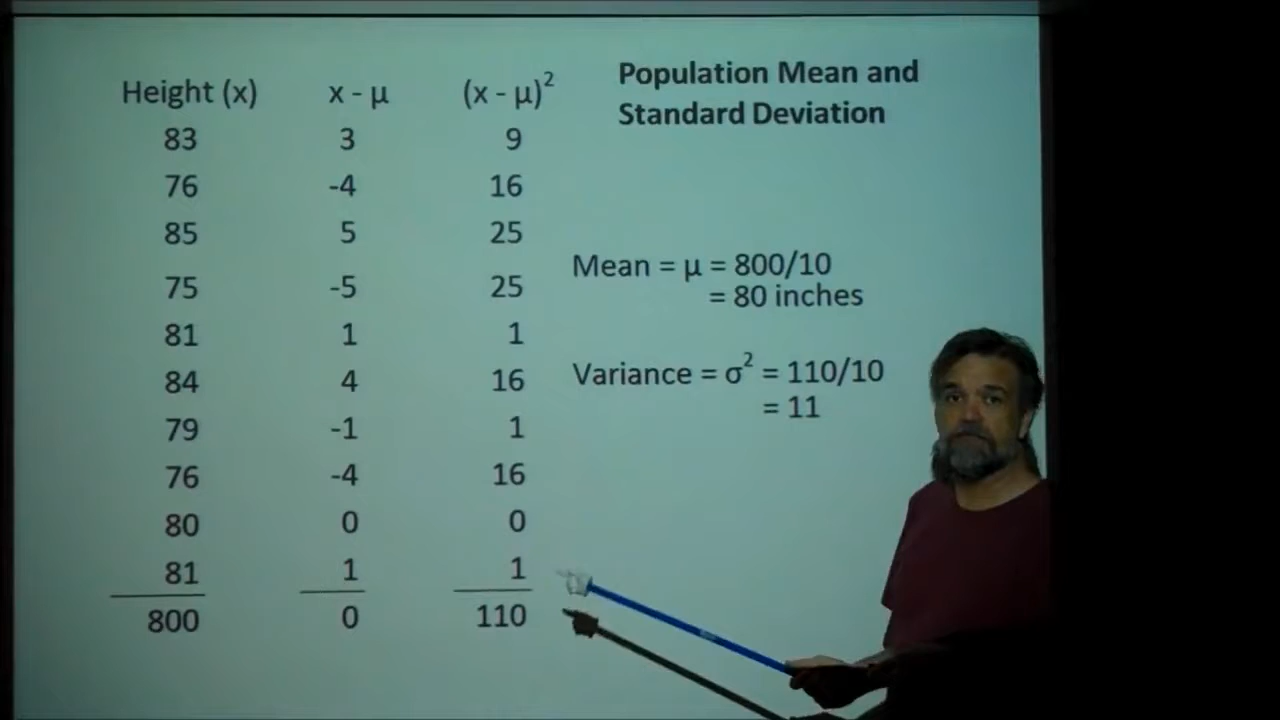 Population Mean and
Standard Deviation
Height (x) x - μ (x - μ)²
83 3 9
76 -4 16
85 5 25
75 -5 25
81 1 1
84 4 16
79 -1 1
76 -4 16
80 0 0
81 1 1
800 0 110
Mean = μ = 800/10
= 80 inches
Variance = σ² = 110/10
= 11